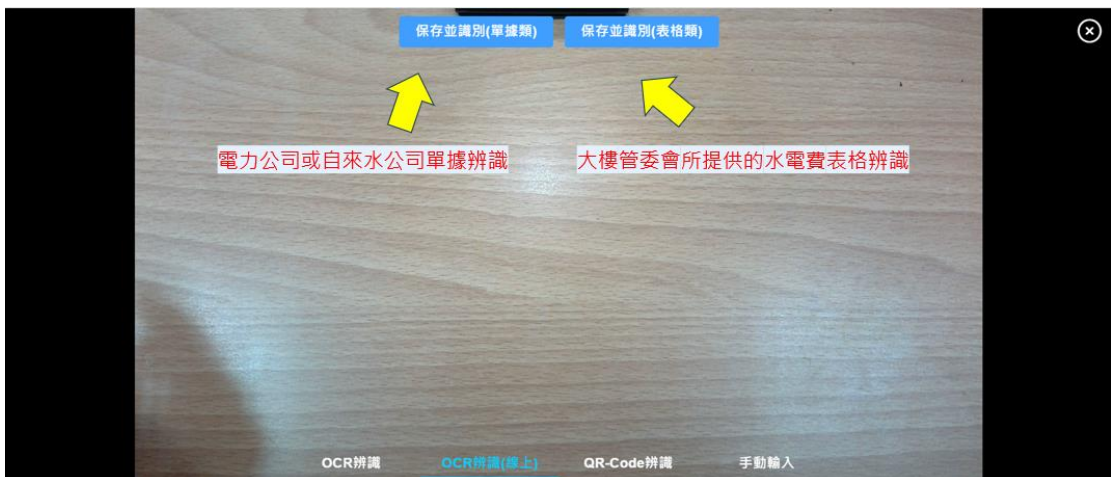 保存並識別(單據類)
保存並識別(表格類)
電力公司或自來水公司單據辨識
大樓管委會所提供的水電費表格辨識
OCR辨識
OCR辨識(線上)
QR-Code辨識
手動輸入